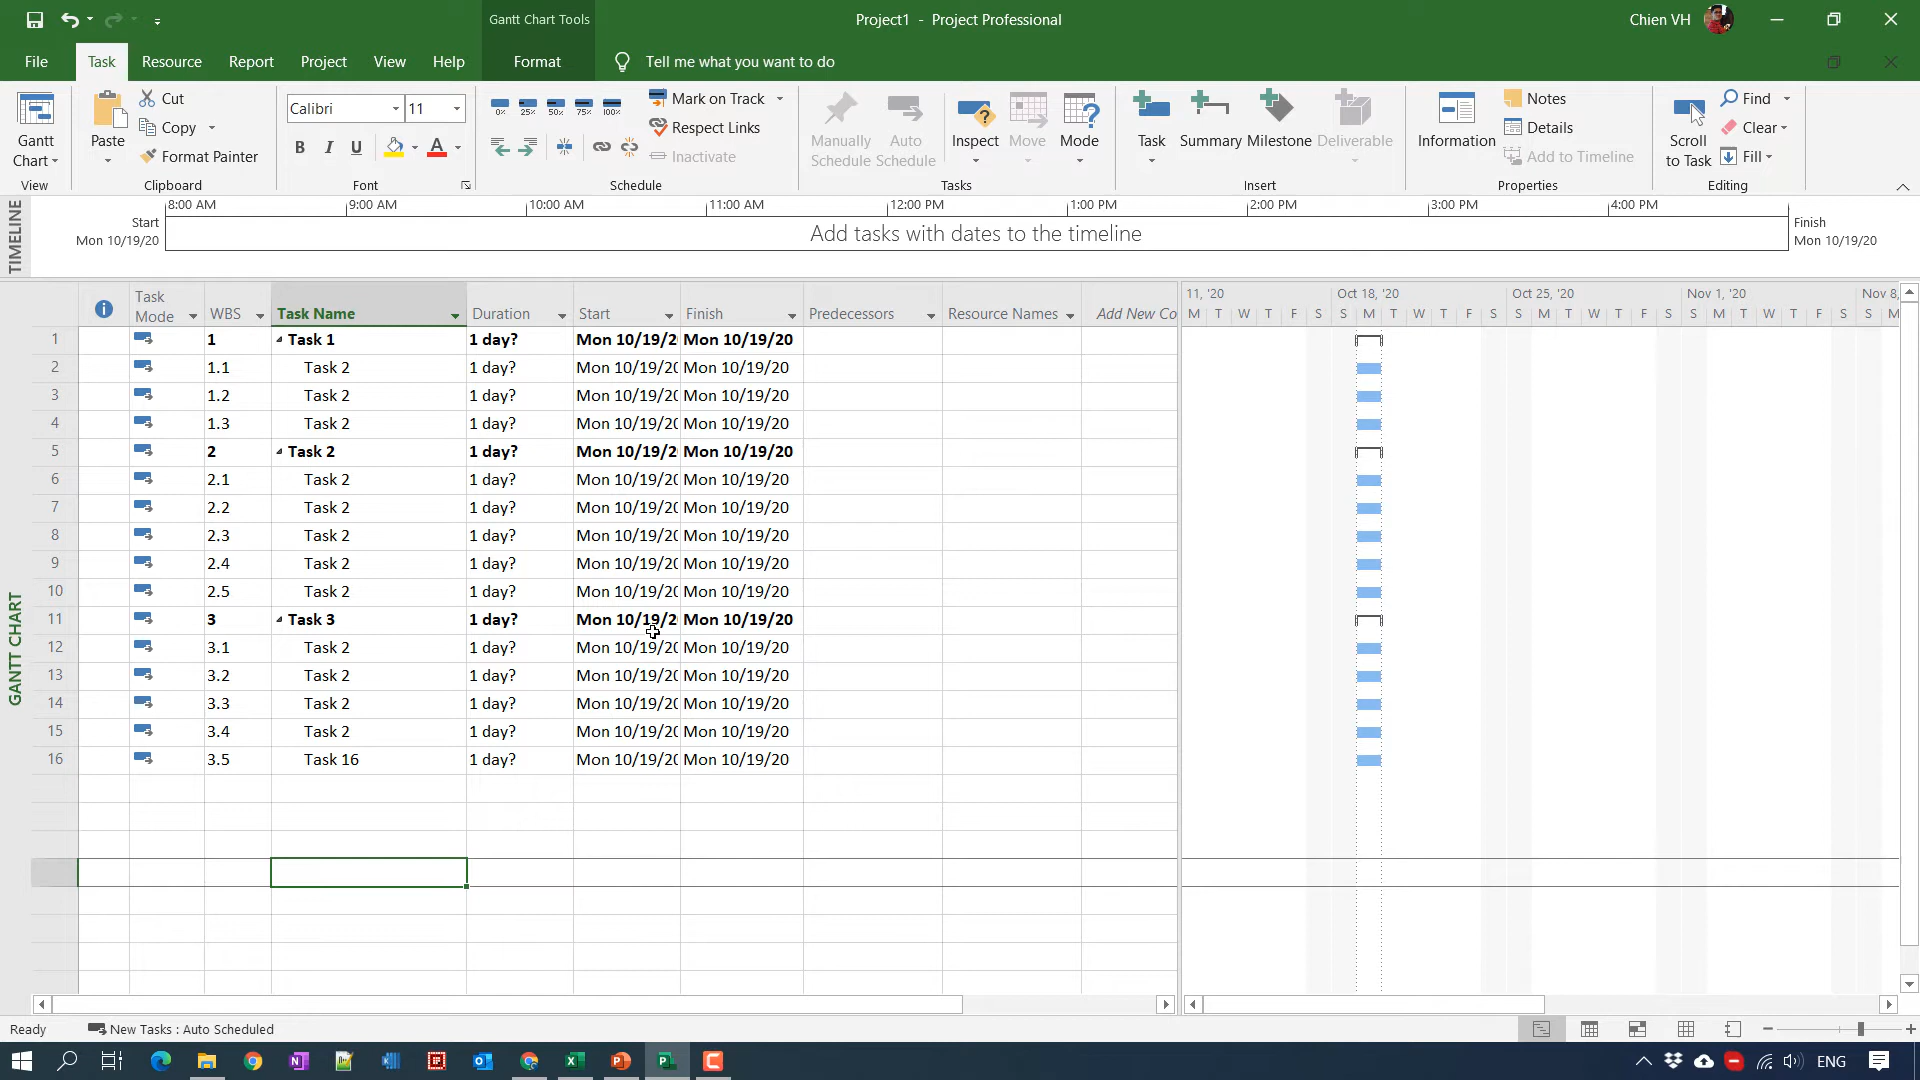 Gantt Chart Tools
Project1 - Project Professional
Chien VH
File Task Resource Report Project View Help Format Tell me what you want to do
Gantt Chart
Paste
Cut
Copy
Format Painter
Calibri 11
B I U A
0% 25% 50% 75% 100%
Mark on Track
Respect Links
Inactivate
Manually Schedule
Auto Schedule
Inspect
Move
Mode
Task
Summary
Milestone
Deliverable
Information
Notes
Details
Add to Timeline
Scroll to Task
Find
Clear
Fill
View Clipboard Font Schedule Tasks Insert Properties Editing
TIMELINE
8:00 AM 9:00 AM 10:00 AM 11:00 AM 12:00 PM 1:00 PM 2:00 PM 3:00 PM 4:00 PM
Start
Mon 10/19/20
Add tasks with dates to the timeline
Finish
Mon 10/19/20
GANTT CHART
Task Mode WBS Task Name Duration Start Finish Predecessors Resource Names Add New Co
11, '20 Oct 18, '20 Oct 25, '20 Nov 1, '20 Nov 8,
M T W T F S S M T W T F S S M T W T F S S M T W T F S S M
1 1 Task 1 1 day? Mon 10/19/2 Mon 10/19/20
2 1.1 Task 2 1 day? Mon 10/19/20 Mon 10/19/20
3 1.2 Task 2 1 day? Mon 10/19/20 Mon 10/19/20
4 1.3 Task 2 1 day? Mon 10/19/20 Mon 10/19/20
5 2 Task 2 1 day? Mon 10/19/2 Mon 10/19/20
6 2.1 Task 2 1 day? Mon 10/19/20 Mon 10/19/20
7 2.2 Task 2 1 day? Mon 10/19/20 Mon 10/19/20
8 2.3 Task 2 1 day? Mon 10/19/20 Mon 10/19/20
9 2.4 Task 2 1 day? Mon 10/19/20 Mon 10/19/20
10 2.5 Task 2 1 day? Mon 10/19/20 Mon 10/19/20
11 3 Task 3 1 day? Mon 10/19/2 Mon 10/19/20
12 3.1 Task 2 1 day? Mon 10/19/20 Mon 10/19/20
13 3.2 Task 2 1 day? Mon 10/19/20 Mon 10/19/20
14 3.3 Task 2 1 day? Mon 10/19/20 Mon 10/19/20
15 3.4 Task 2 1 day? Mon 10/19/20 Mon 10/19/20
16 3.5 Task 16 1 day? Mon 10/19/20 Mon 10/19/20
Ready New Tasks : Auto Scheduled
ENG